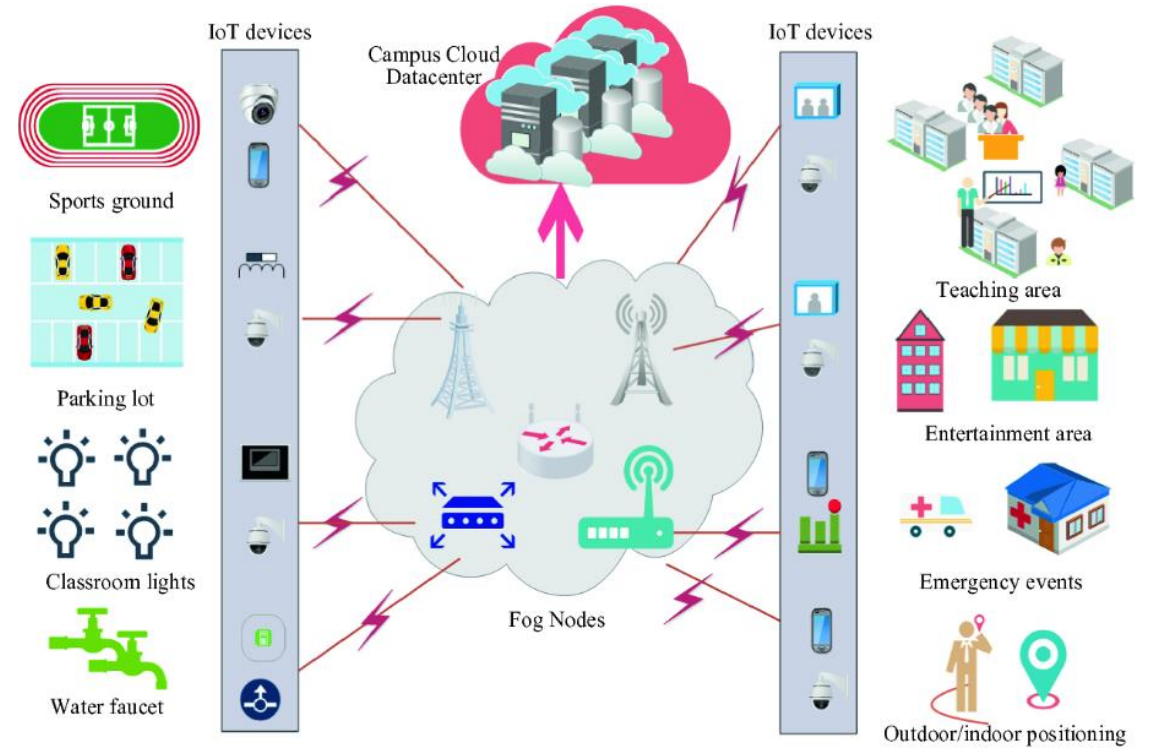 IoT devices
Campus Cloud
Datacenter
IoT devices
Sports ground
Teaching area
Parking lot
Entertainment area
Classroom lights
Emergency events
Fog Nodes
Water faucet
Outdoor/indoor positioning